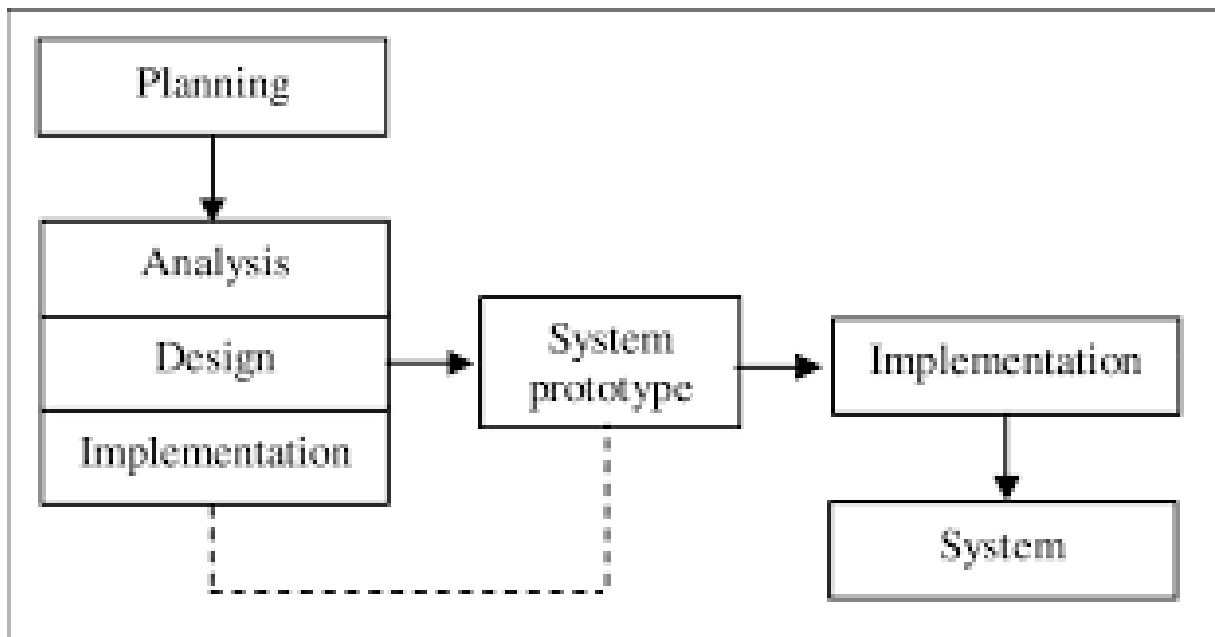 Planning
Analysis
Design
Implementation
System
prototype
Implementation
System